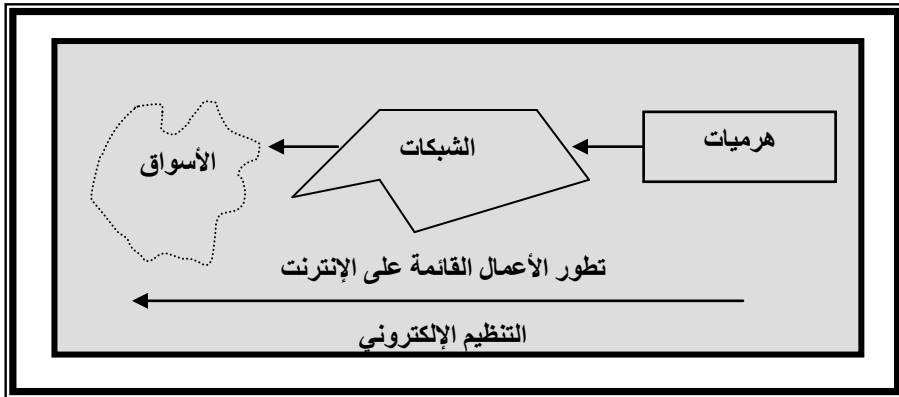 هرميات
الشبكات
الأسواق
تطور الأعمال القائمة على الإنترنت
التنظيم الإلكتروني